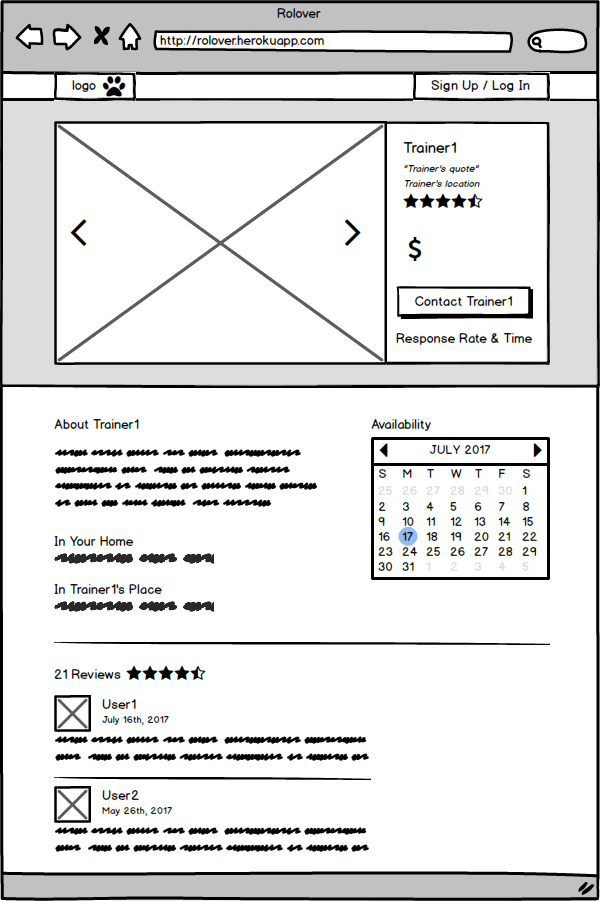 Rolover
http://rolover.herokuapp.com
logo
Sign Up / Log In
Trainer1
"Trainer's quote"
Trainer's location
$
Contact Trainer1
Response Rate & Time
About Trainer1
Availability
JULY 2017
S M T W T F S
25 26 27 28 29 30 1
2 3 4 5 6 7 8
9 10 11 12 13 14 15
16 17 18 19 20 21 22
23 24 25 26 27 28 29
30 31 1 2 3 4 5
In Your Home
In Trainer1's Place
21 Reviews
User1
July 16th, 2017
User2
May 26th, 2017